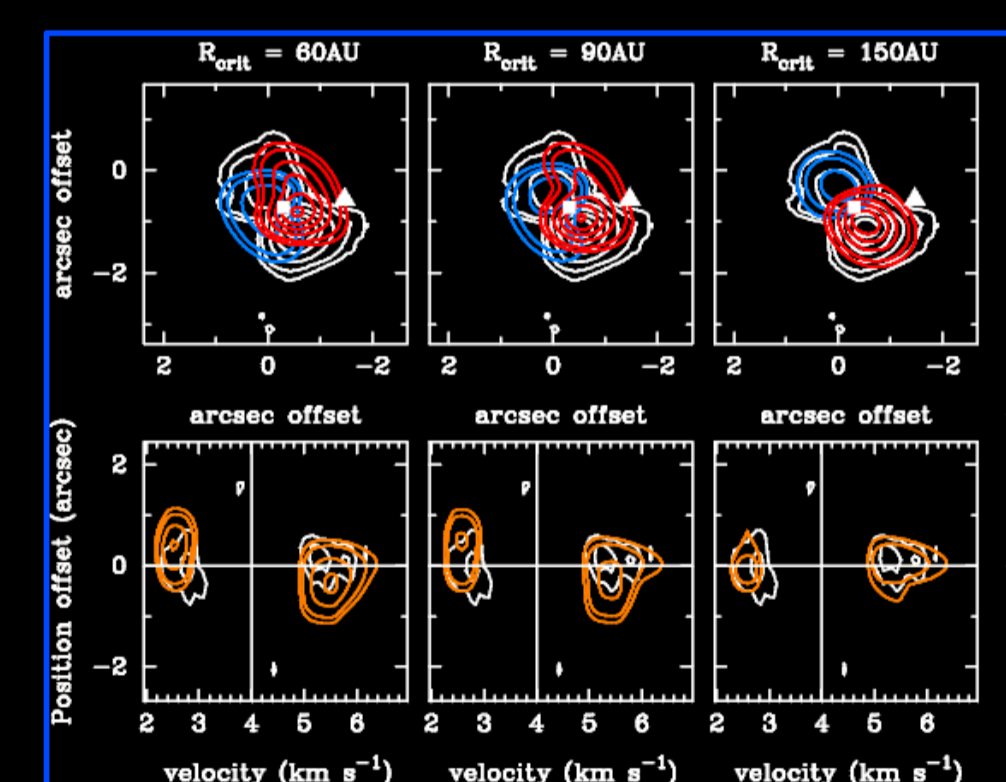 R_crit = 60AU R_crit = 90AU R_crit = 150AU
arcsec offset
0
-2
2 0 -2 2 0 -2 2 0 -2
arcsec offset arcsec offset arcsec offset
Position offset (arcsec)
2
0
-2
2 3 4 5 6 2 3 4 5 6 2 3 4 5 6
velocity (km s⁻¹) velocity (km s⁻¹) velocity (km s⁻¹)